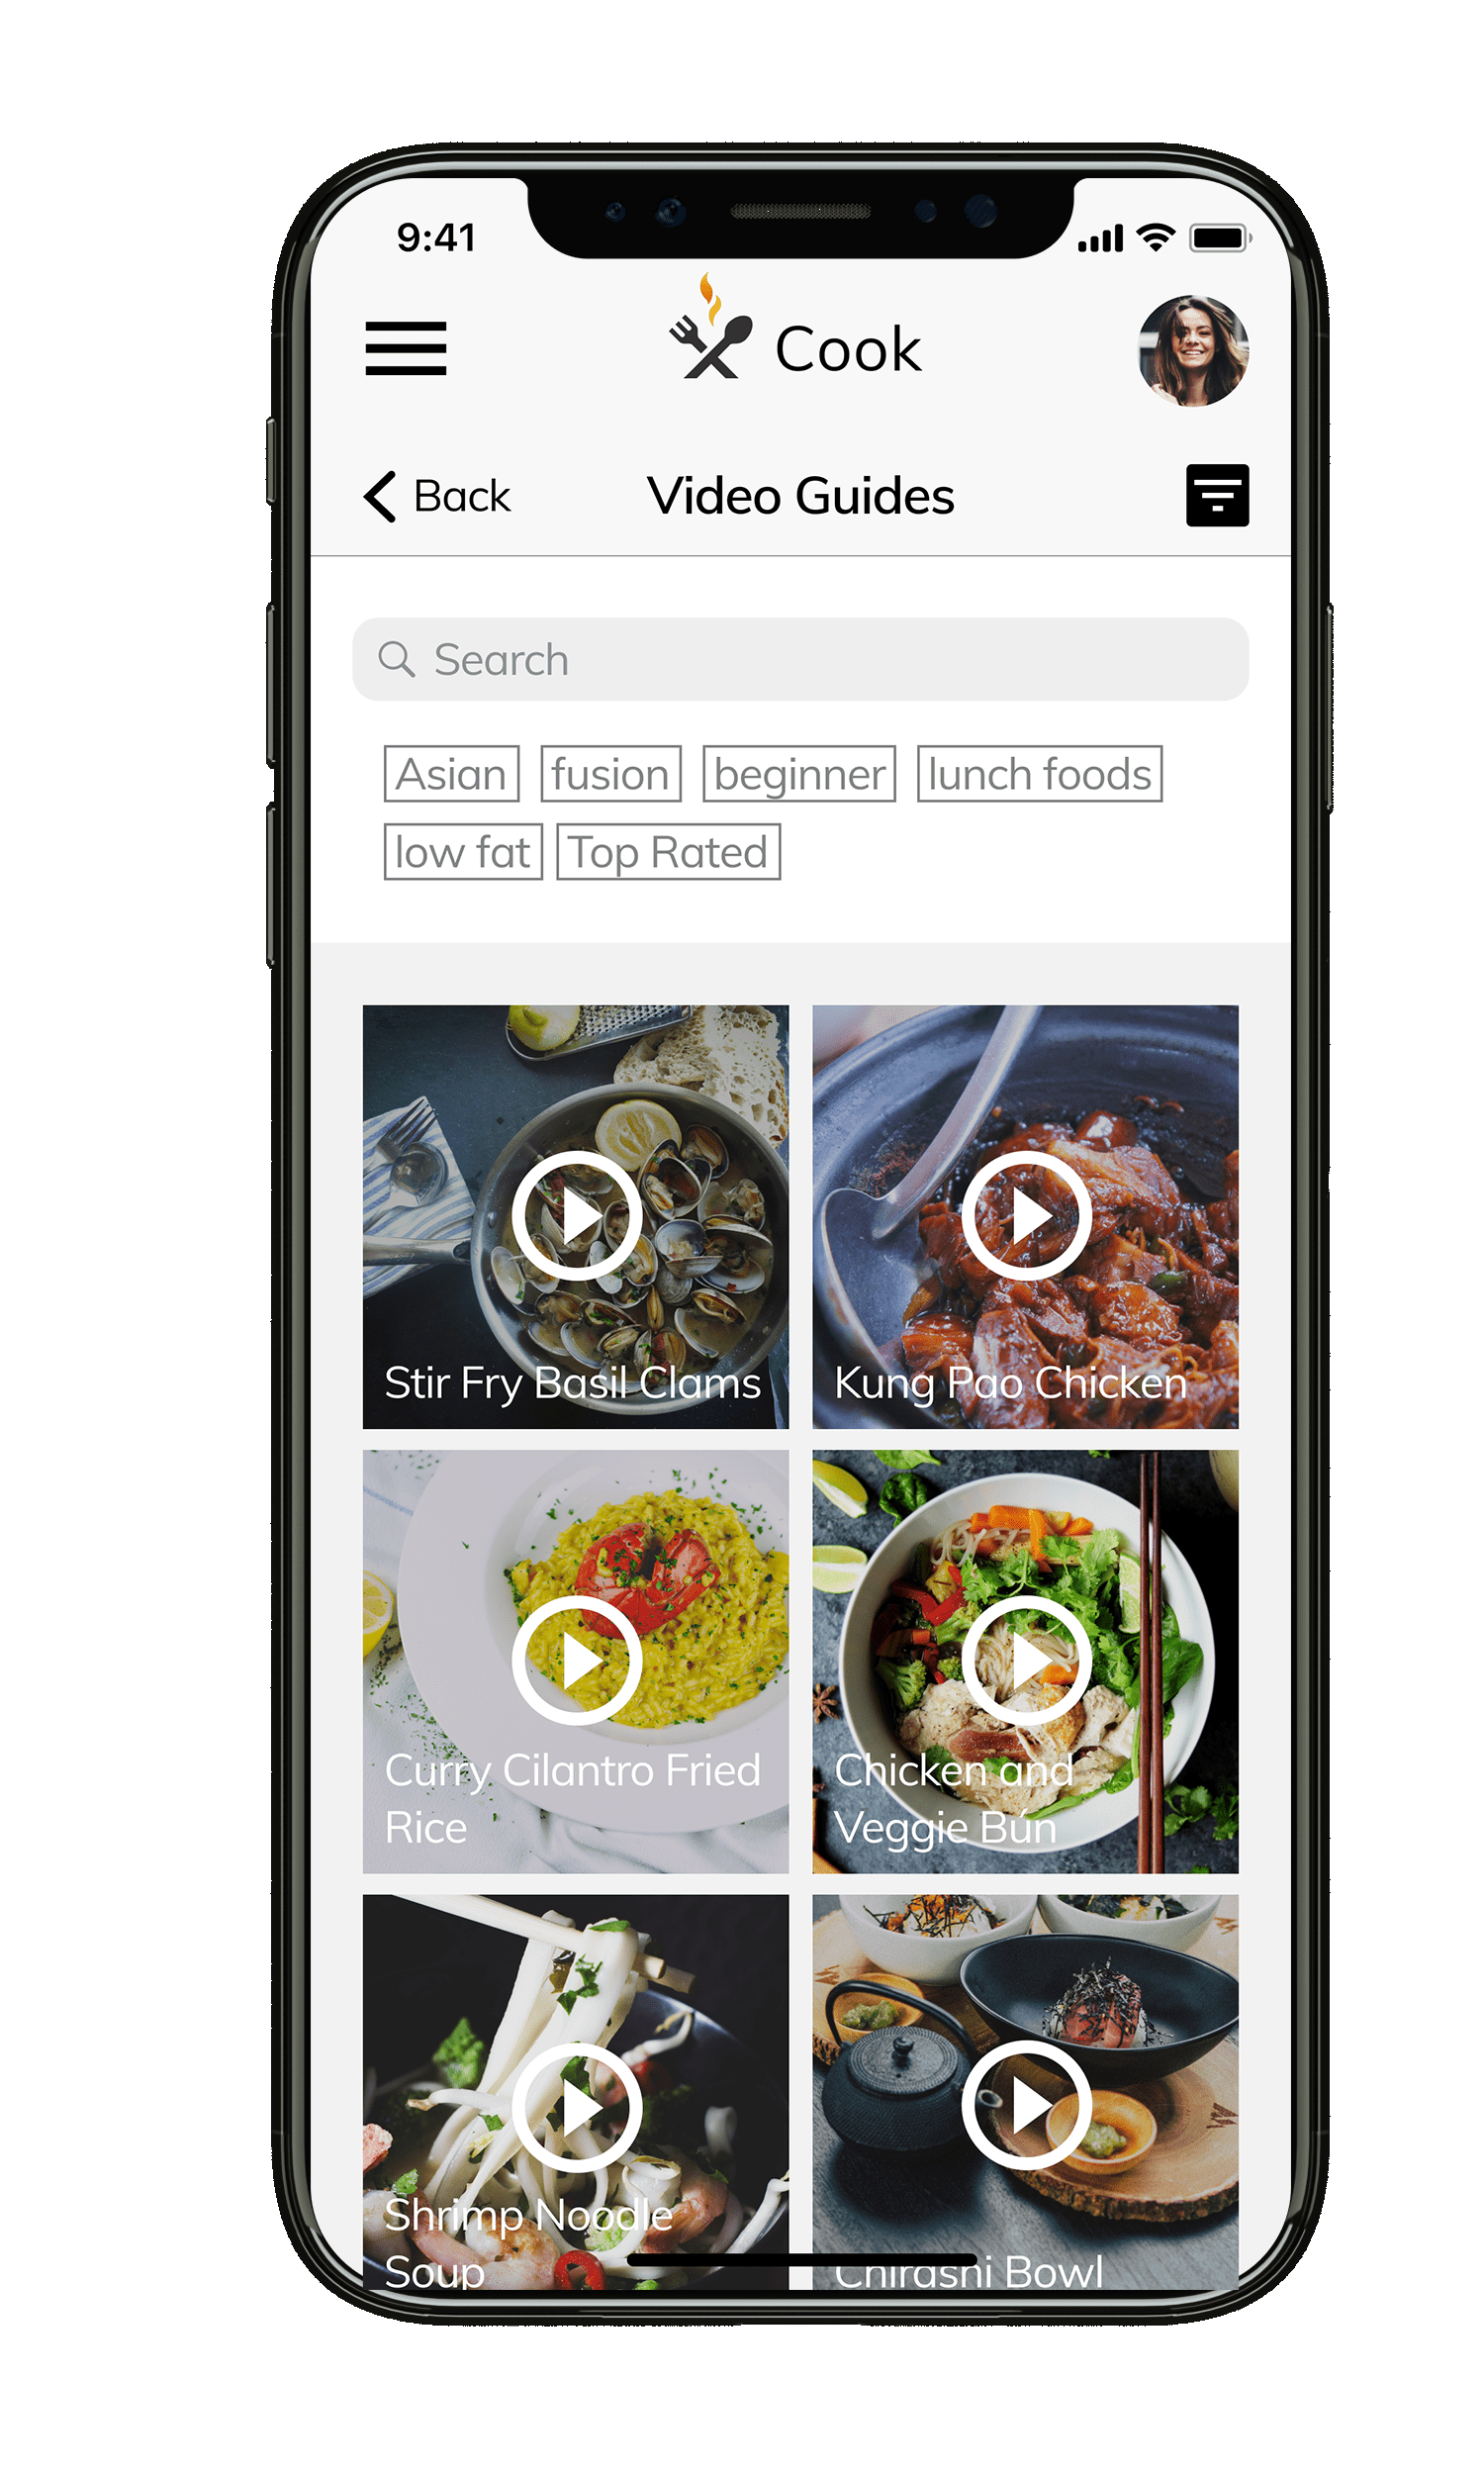 9:41
Cook
Back
Video Guides
Search
Asian fusion beginner lunch foods
low fat Top Rated
Stir Fry Basil Clams
Kung Pao Chicken
Curry Cilantro Fried
Rice
Chicken and
Veggie Bún
Shrimp Noodle
Soup
Chirashi Bowl